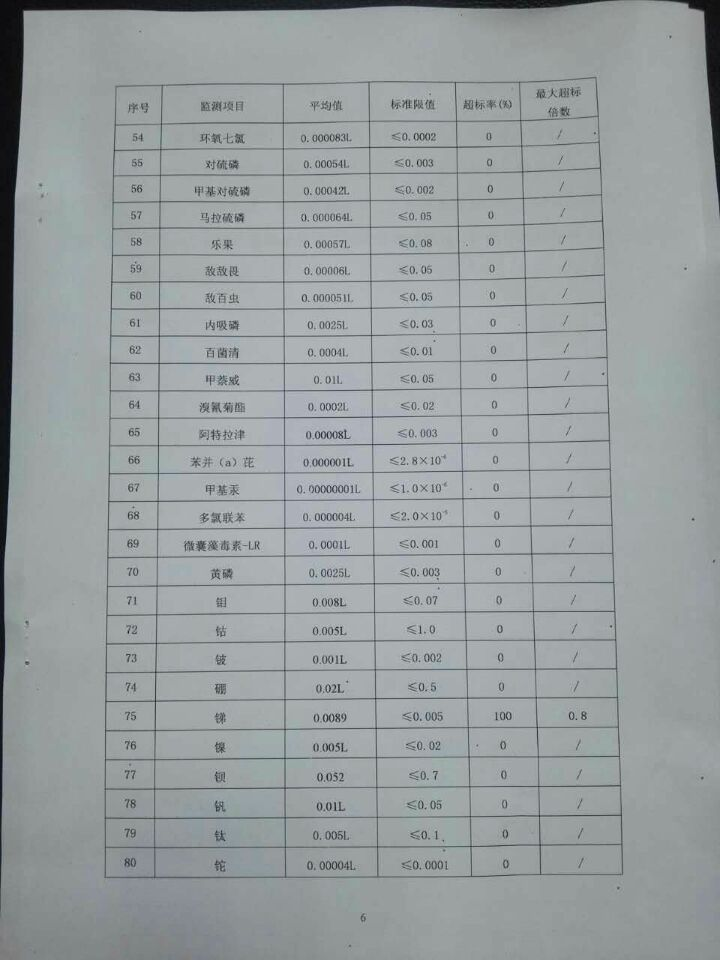 序号 监测项目 平均值 标准限值 超标率(%) 最大超标倍数
54 环氧七氯 0.000083L ≤0.0002 0 /
55 对硫磷 0.00054L ≤0.003 0 /
56 甲基对硫磷 0.00042L ≤0.002 0 /
57 马拉硫磷 0.000064L ≤0.05 0 /
58 乐果 0.00057L ≤0.08 0 /
59 敌敌畏 0.00006L ≤0.05 0 /
60 敌百虫 0.000051L ≤0.05 0 /
61 内吸磷 0.0025L ≤0.03 0 /
62 百菌清 0.0004L ≤0.01 0 /
63 甲萘威 0.01L ≤0.05 0 /
64 溴氰菊酯 0.0002L ≤0.02 0 /
65 阿特拉津 0.00008L ≤0.003 0 /
66 苯并（a）芘 0.000001L ≤2.8×10⁻⁶ 0 /
67 甲基汞 0.00000001L ≤1.0×10⁻⁶ 0 /
68 多氯联苯 0.000004L ≤2.0×10⁻⁵ 0 /
69 微囊藻毒素-LR 0.0001L ≤0.001 0 /
70 黄磷 0.0025L ≤0.003 0 /
71 钼 0.008L ≤0.07 0 /
72 钴 0.005L ≤1.0 0 /
73 铍 0.001L ≤0.002 0 /
74 硼 0.02L ≤0.5 0 /
75 锑 0.0089 ≤0.005 100 0.8
76 镍 0.005L ≤0.02 0 /
77 钡 0.052 ≤0.7 0 /
78 钒 0.01L ≤0.05 0 /
79 钛 0.005L ≤0.1 0 /
80 铊 0.00004L ≤0.0001 0 /
6